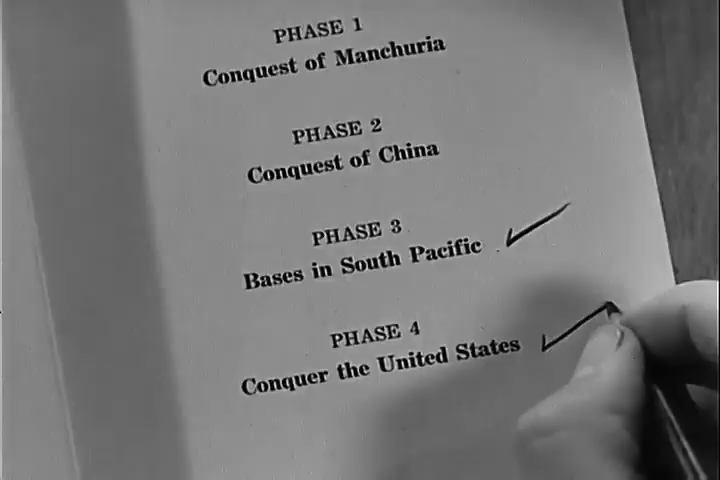 PHASE 1
Conquest of Manchuria
PHASE 2
Conquest of China
PHASE 3
Bases in South Pacific
PHASE 4
Conquer the United States